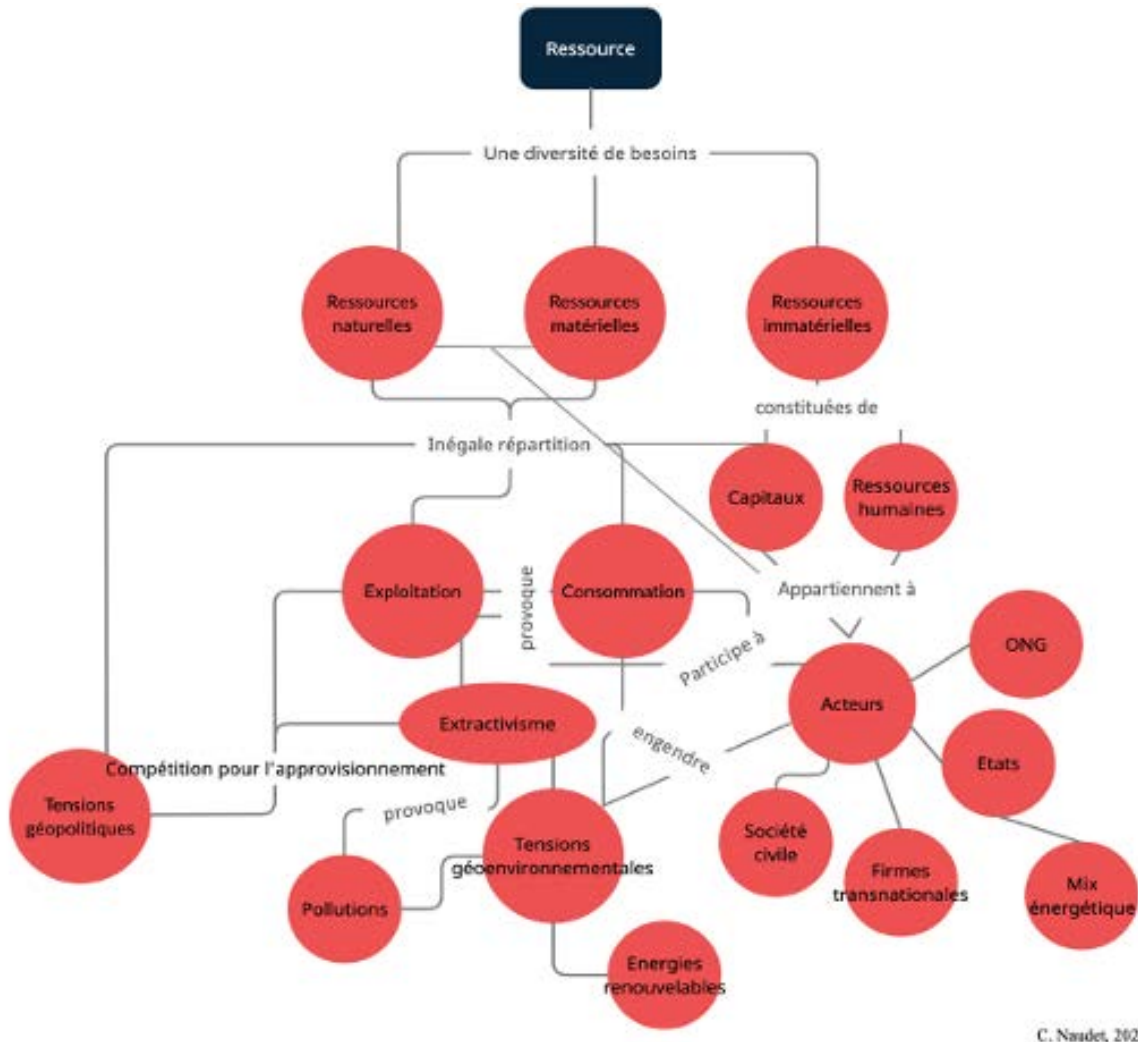 Ressource
Une diversité de besoins
Ressources
naturelles
Ressources
matérielles
Ressources
immatérielles
constituées de
Inégale répartition
Capitaux
Ressources
humaines
Exploitation
provoque
Consommation
Appartiennent à
Participe à
ONG
Acteurs
Extractivisme
engendre
Etats
Compétition pour l'approvisionnement
Tensions
géopolitiques
provoque
Tensions
géoenvironnementales
Société
civile
Firmes
transnationales
Mix
énergétique
Pollutions
Energies
renouvelables
C. Naudet, 202